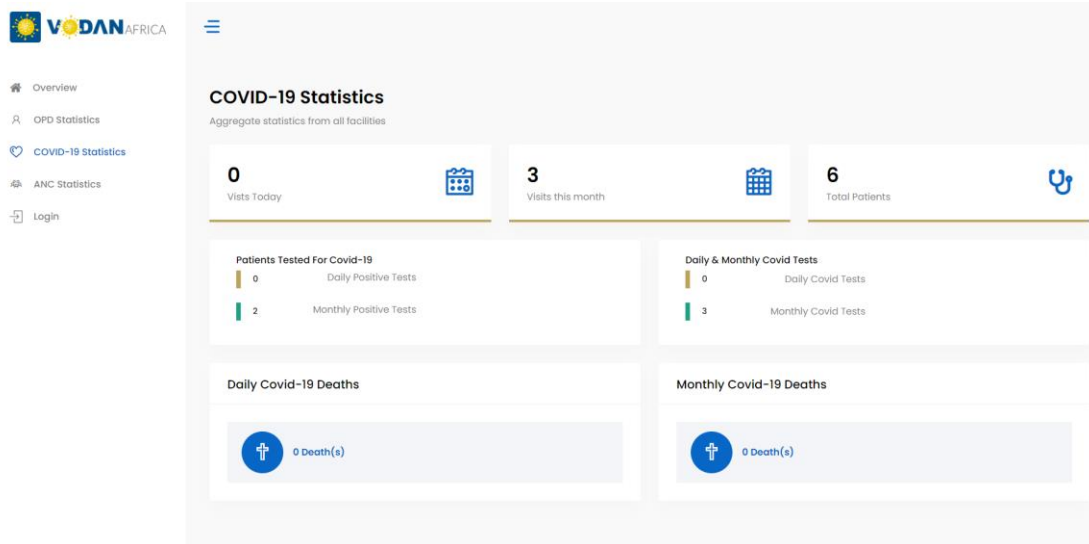 VODANAFRICA
Overview
OPD Statistics
COVID-19 Statistics
ANC Statistics
Login
COVID-19 Statistics
Aggregate statistics from all facilities
0
Vists Today
3
Visits this month
6
Total Patients
Patients Tested For Covid-19
0 Daily Positive Tests
2 Monthly Positive Tests
Daily & Monthly Covid Tests
0 Daily Covid Tests
3 Monthly Covid Tests
Daily Covid-19 Deaths
0 Death(s)
Monthly Covid-19 Deaths
0 Death(s)